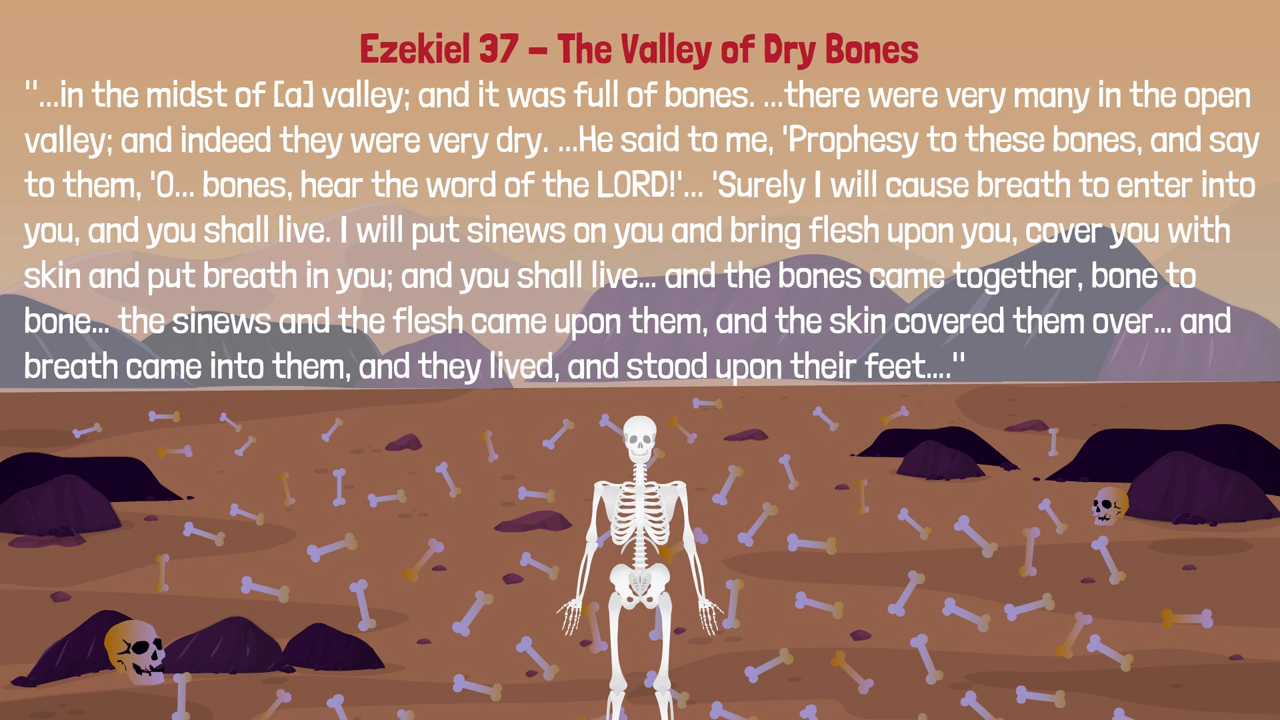 Ezekiel 37 – The Valley of Dry Bones
"...in the midst of [a] valley; and it was full of bones. ...there were very many in the open
valley; and indeed they were very dry. ...He said to me, 'Prophesy to these bones, and say
to them, 'O... bones, hear the word of the LORD!'... 'Surely I will cause breath to enter into
you, and you shall live. I will put sinews on you and bring flesh upon you, cover you with
skin and put breath in you; and you shall live... and the bones came together, bone to
bone... the sinews and the flesh came upon them, and the skin covered them over... and
breath came into them, and they lived, and stood upon their feet...."